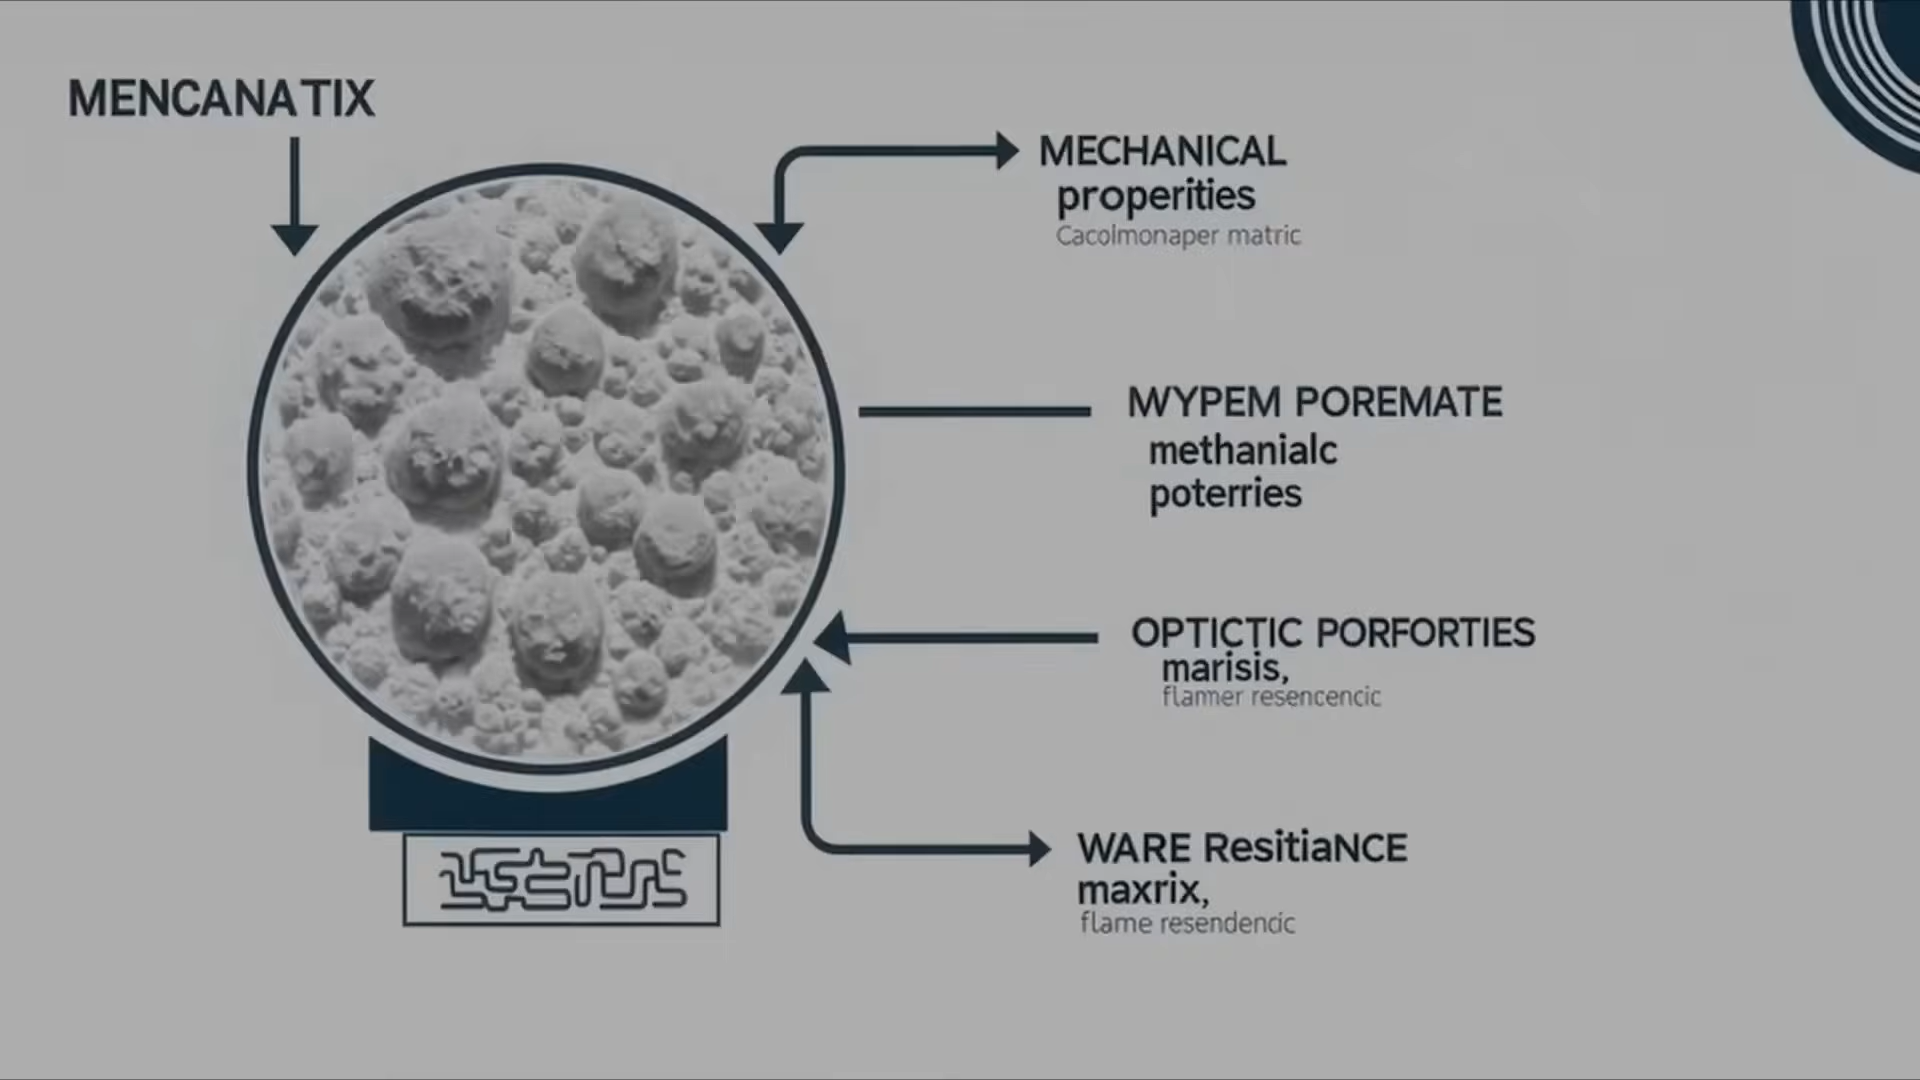 MENCANATIX
MECHANICAL
properities
Cacolmonaper matric
WYPEM POREMATE
methanialc
poterries
OPTICTIC PORFORTIES
marisis,
flamer resencencic
WARE ResitiaNCE
maxrix,
flame resendencic